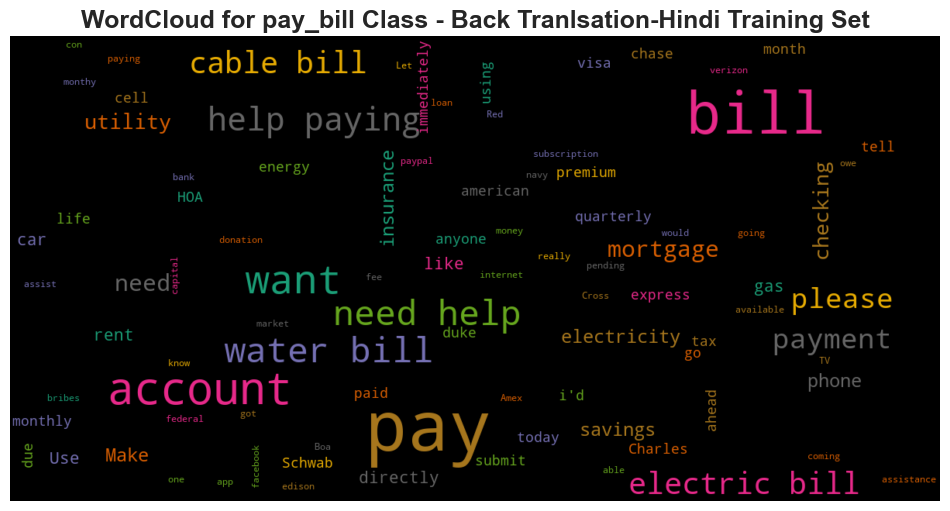 WordCloud for pay_bill Class - Back Tranlsation-Hindi Training Set
con
paying
cable bill
Let
immediately
using
visa
chase
month
verizon
monthy
cell
loan
Red
bill
utility
help paying
tell
energy
insurance
paypal
subscription
navy
premium
owe
checking
bank
HOA
american
life
quarterly
car
donation
anyone
money
would
going
mortgage
like
really
pending
assist
need
capital
want
fee
internet
Cross
express
gas
please
available
need help
market
duke
rent
electricity
tax
payment
water bill
go
TV
know
phone
account
bribes
paid
Amex
i'd
ahead
monthly
federal
got
pay
today
savings
due
Use
Make
Boa
Schwab
submit
Charles
coming
one
app
facebook
edison
directly
able
electric bill
assistance